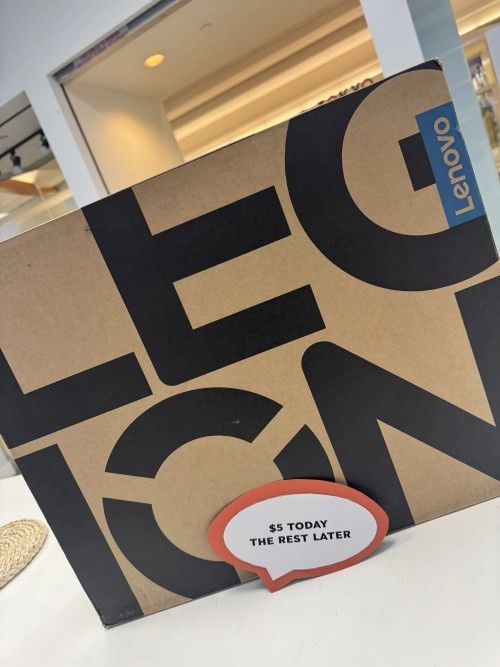 LEG
ION
Lenovo
$5 TODAY
THE REST LATER